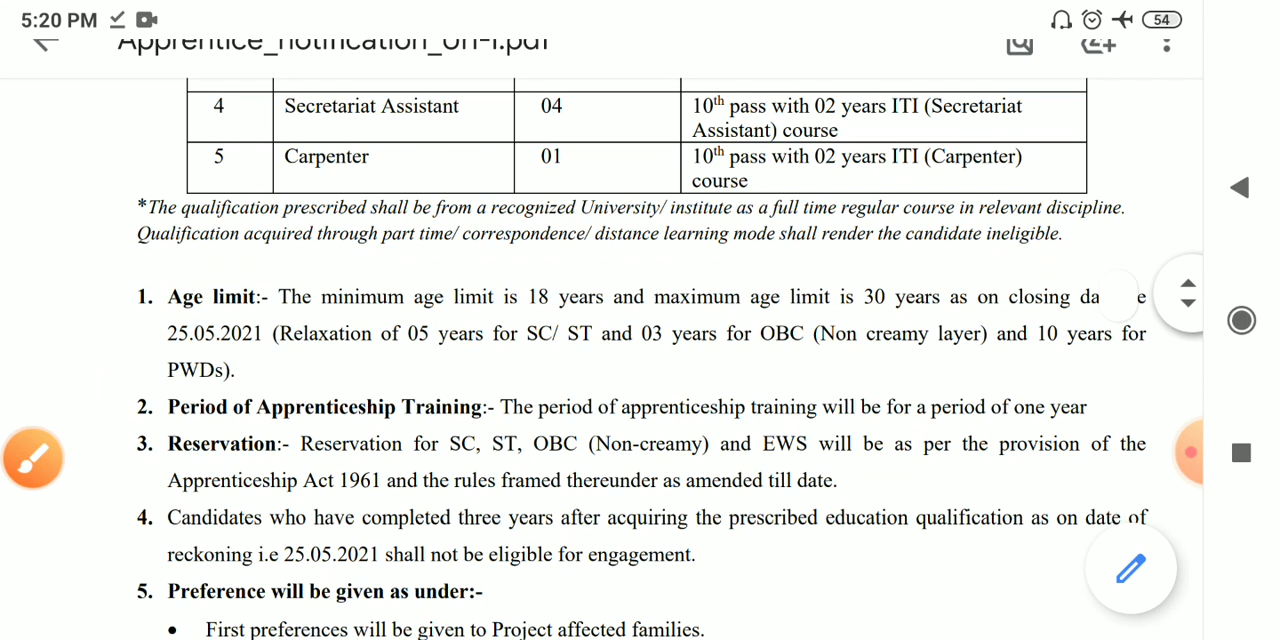 5:20 PM
54
Apprentice_notification_on-1.pdf
4 Secretariat Assistant 04 10th pass with 02 years ITI (Secretariat
Assistant) course
5 Carpenter 01 10th pass with 02 years ITI (Carpenter)
course
*The qualification prescribed shall be from a recognized University/ institute as a full time regular course in relevant discipline.
Qualification acquired through part time/ correspondence/ distance learning mode shall render the candidate ineligible.
1. Age limit:- The minimum age limit is 18 years and maximum age limit is 30 years as on closing da e
25.05.2021 (Relaxation of 05 years for SC/ ST and 03 years for OBC (Non creamy layer) and 10 years for
PWDs).
2. Period of Apprenticeship Training:- The period of apprenticeship training will be for a period of one year
3. Reservation:- Reservation for SC, ST, OBC (Non-creamy) and EWS will be as per the provision of the
Apprenticeship Act 1961 and the rules framed thereunder as amended till date.
4. Candidates who have completed three years after acquiring the prescribed education qualification as on date of
reckoning i.e 25.05.2021 shall not be eligible for engagement.
5. Preference will be given as under:-
• First preferences will be given to Project affected families.